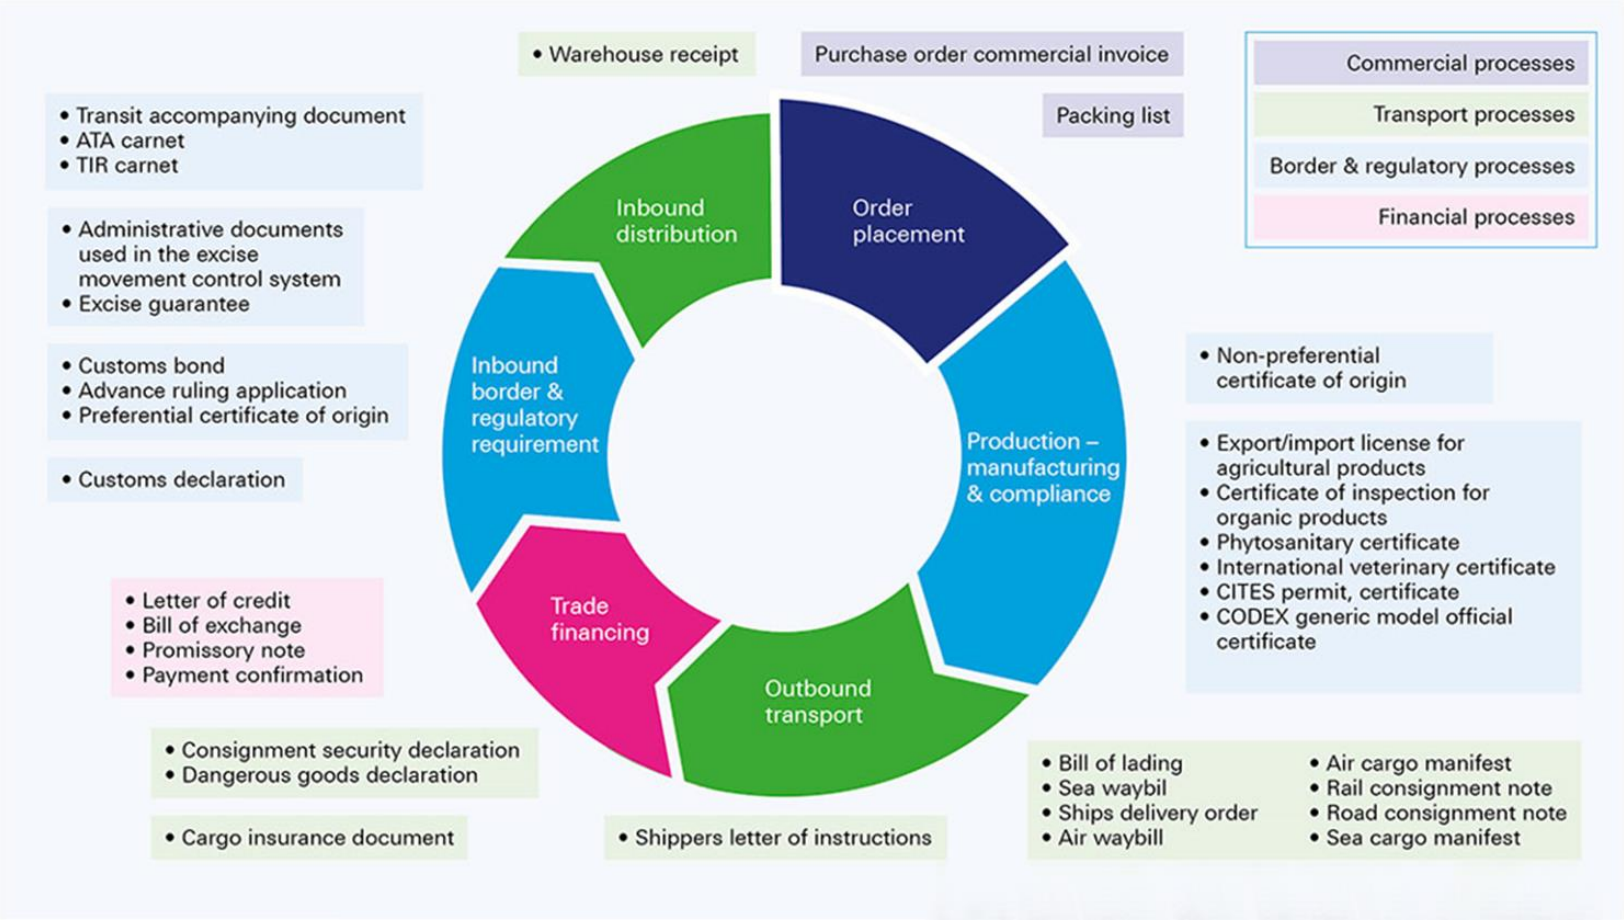 • Warehouse receipt
Purchase order commercial invoice
Packing list
Commercial processes
Transport processes
Border & regulatory processes
Financial processes
• Transit accompanying document
• ATA carnet
• TIR carnet
• Administrative documents
used in the excise
movement control system
• Excise guarantee
• Customs bond
• Advance ruling application
• Preferential certificate of origin
• Customs declaration
Inbound
distribution
Order
placement
Inbound
border &
regulatory
requirement
Production –
manufacturing
& compliance
Trade
financing
Outbound
transport
• Non-preferential
certificate of origin
• Export/import license for
agricultural products
• Certificate of inspection for
organic products
• Phytosanitary certificate
• International veterinary certificate
• CITES permit, certificate
• CODEX generic model official
certificate
• Letter of credit
• Bill of exchange
• Promissory note
• Payment confirmation
• Consignment security declaration
• Dangerous goods declaration
• Cargo insurance document
• Shippers letter of instructions
• Bill of lading
• Sea waybil
• Ships delivery order
• Air waybill
• Air cargo manifest
• Rail consignment note
• Road consignment note
• Sea cargo manifest